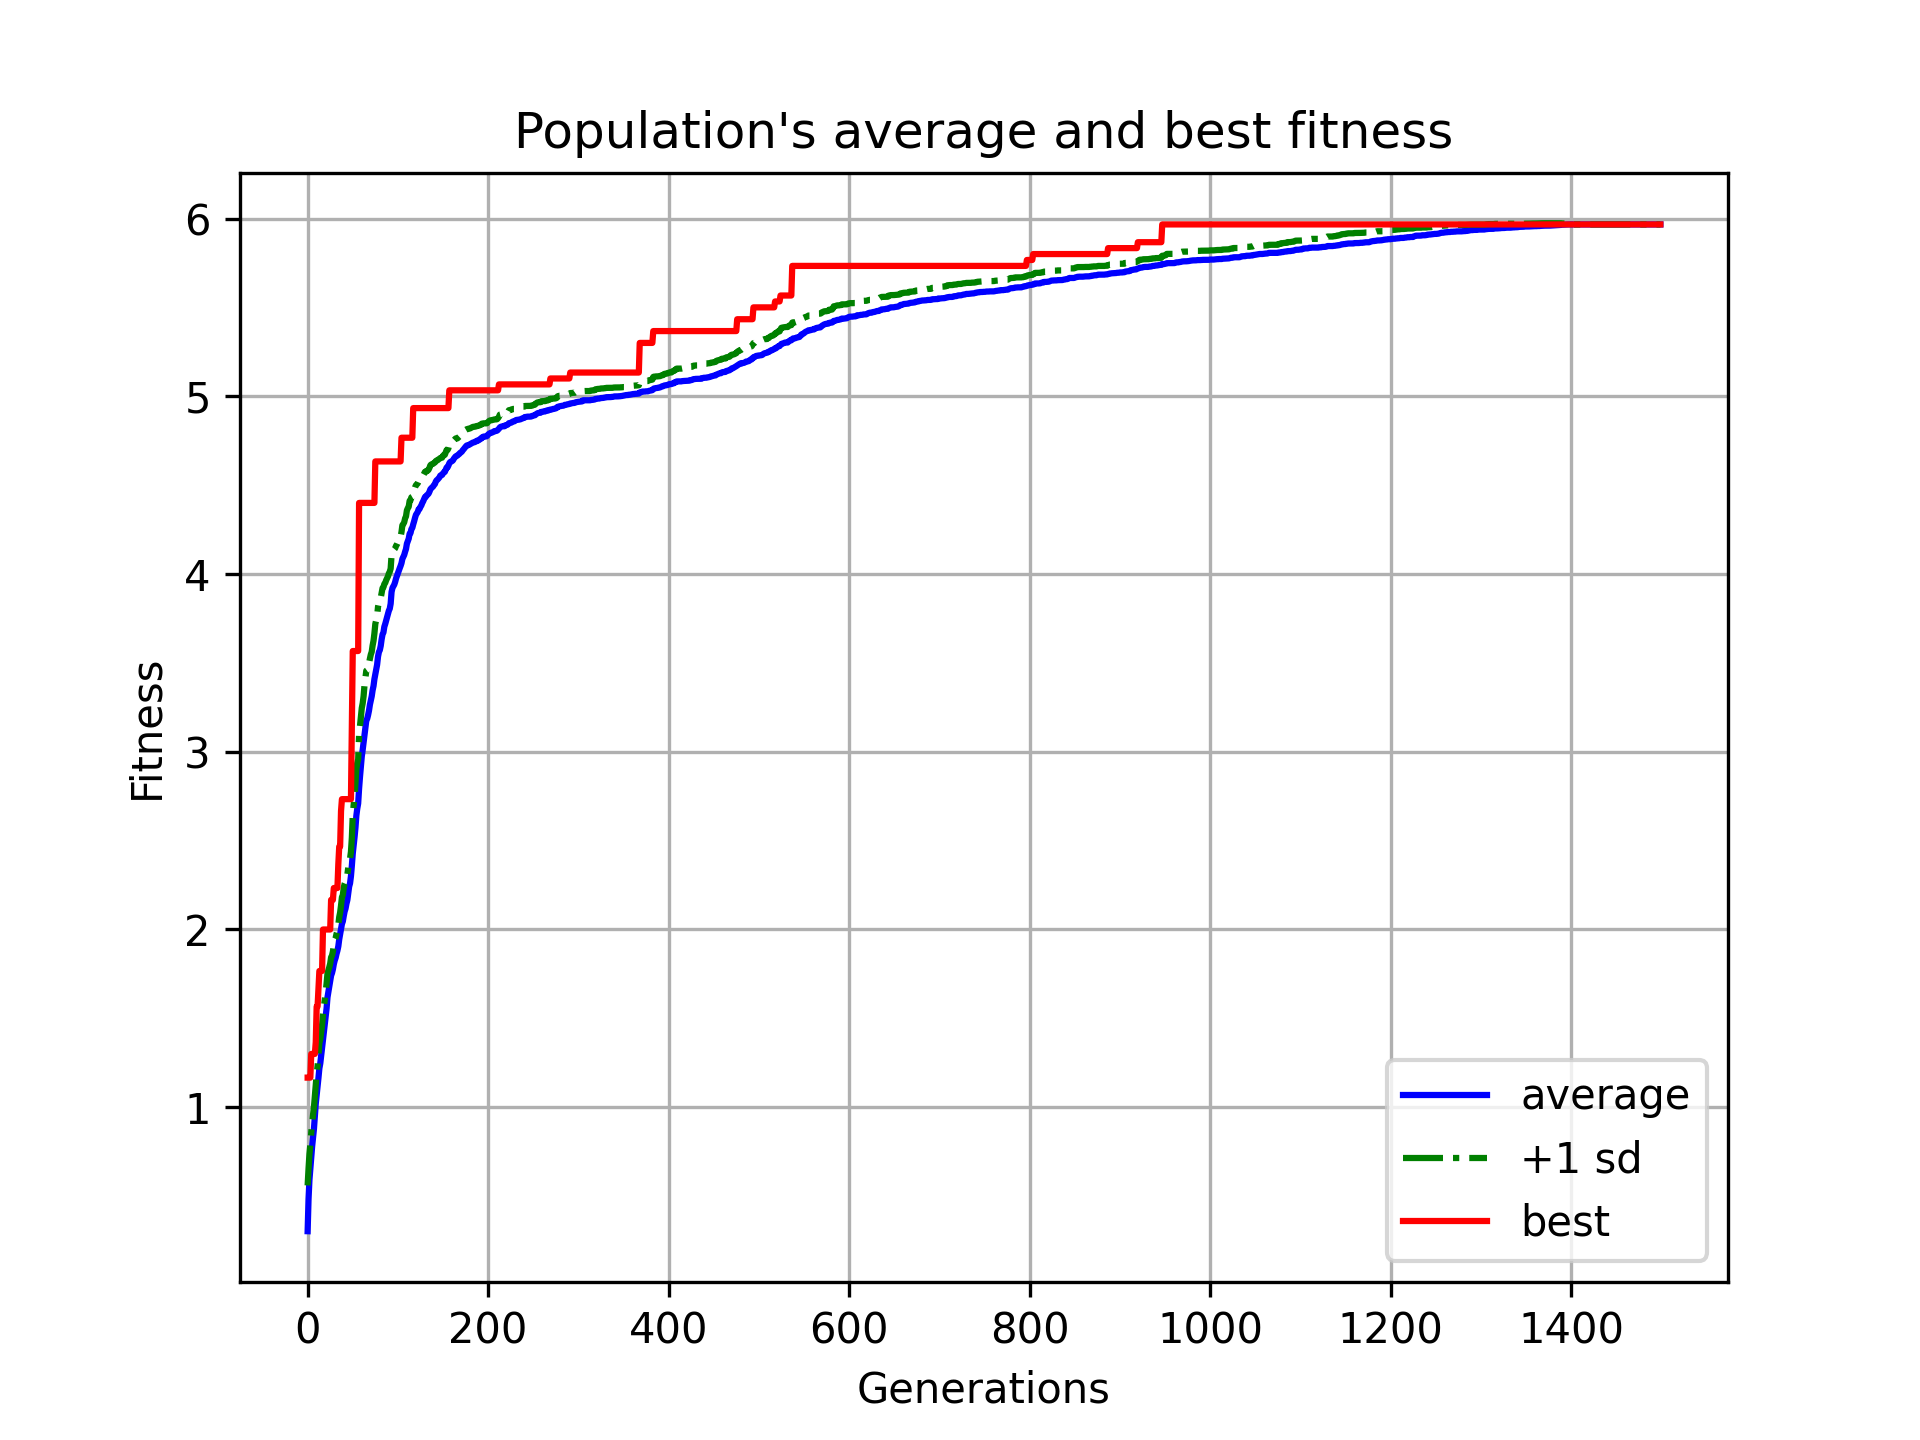 Population's average and best fitness
6
5
4
3
2
1
Fitness
0 200 400 600 800 1000 1200 1400
Generations
average
+1 sd
best